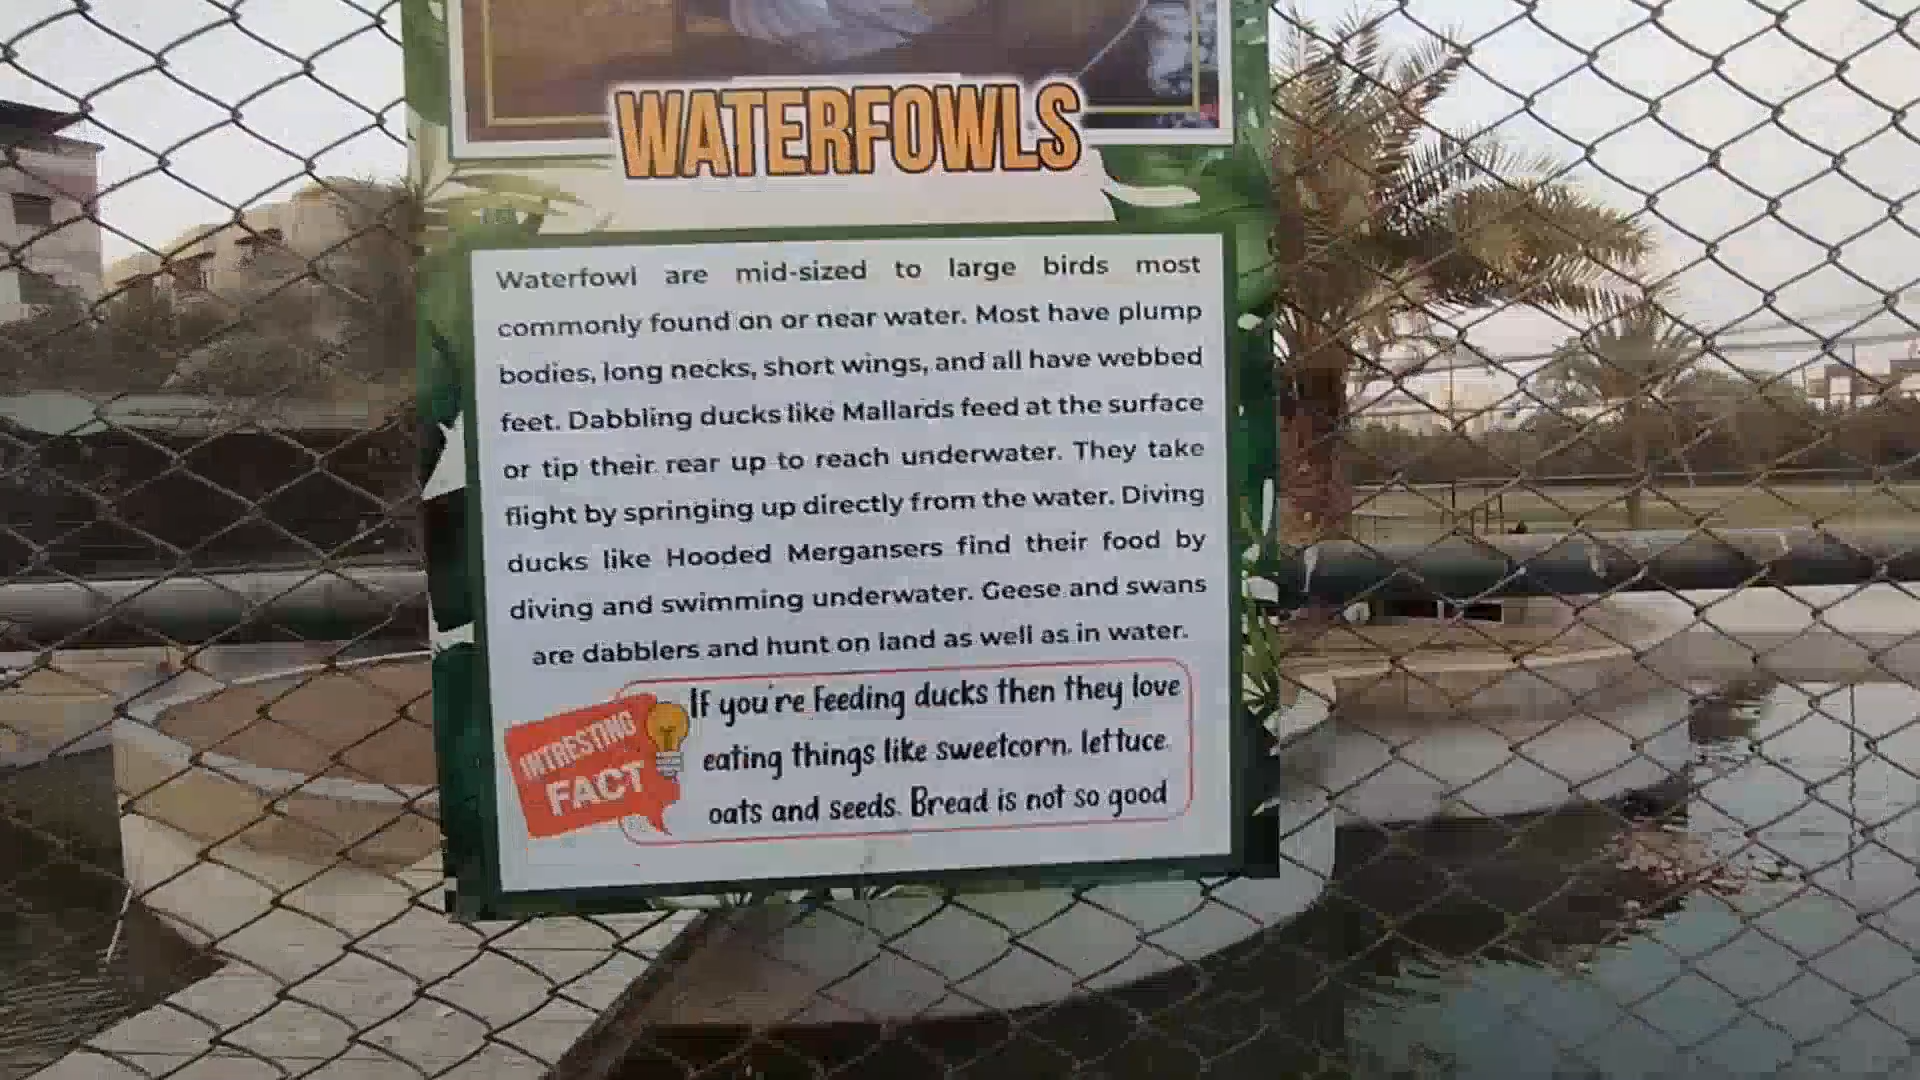 WATERFOWLS
Waterfowl are mid-sized to large birds most
commonly found on or near water. Most have plump
bodies, long necks, short wings, and all have webbed
feet. Dabbling ducks like Mallards feed at the surface
or tip their rear up to reach underwater. They take
flight by springing up directly from the water. Diving
ducks like Hooded Mergansers find their food by
diving and swimming underwater. Geese and swans
are dabblers and hunt on land as well as in water.
INTRESTING
FACT
If you're feeding ducks then they love
eating things like sweetcorn, lettuce,
oats and seeds. Bread is not so good